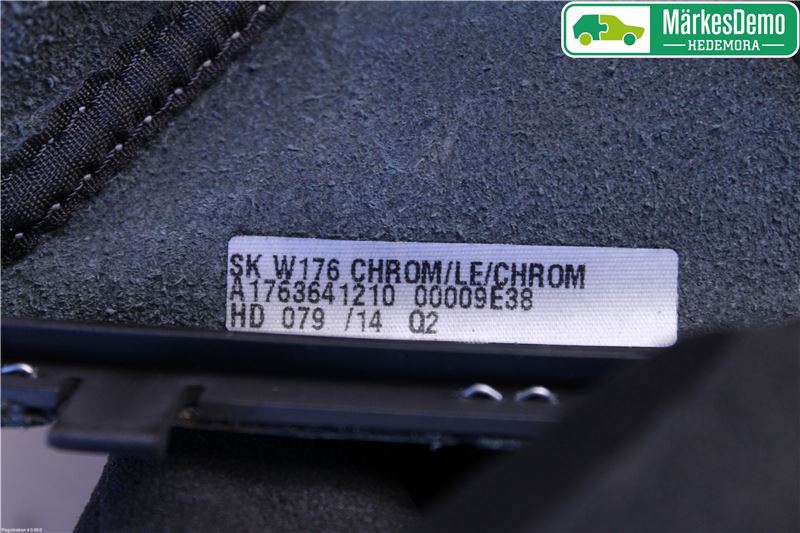 MärkesDemo
HEDEMORA
SK W176 CHROM/LE/CHROM
A1763641210 00009E38
HD 079 /14 Q2